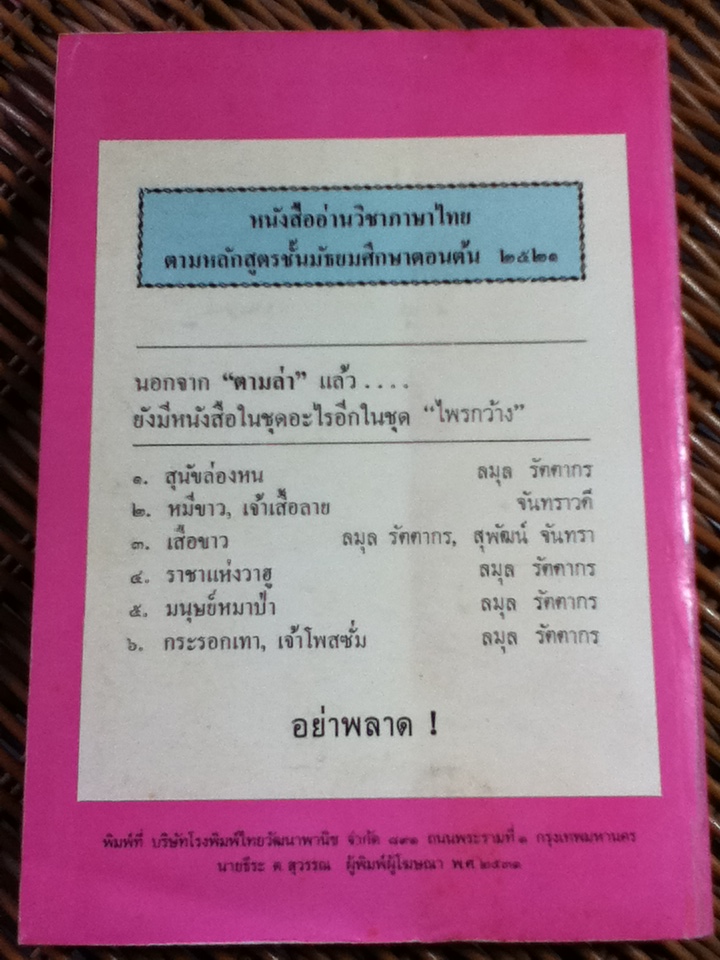 หนังสืออ่านวิชาภาษาไทย
ตามหลักสูตรชั้นมัธยมศึกษาตอนต้น ๒๕๒๑
นอกจาก “ตามล่า” แล้ว . . . .
ยังมีหนังสือในชุดอะไรอีกในชุด “ไพรกว้าง”
๑. สุนัขล่องหน ลมุล รัตตากร
๒. หมีขาว, เจ้าเสื้อลาย จันทราวดี
๓. เสือขาว ลมุล รัตตากร, สุพัฒน์ จันทรา
๔. ราชาแห่งวาฮู ลมุล รัตตากร
๕. มนุษย์หมาป่า ลมุล รัตตากร
๖. กระรอกเทา, เจ้าโพสซั่ม ลมุล รัตตากร
อย่าพลาด !
พิมพ์ที่ บริษัทโรงพิมพ์ไทยวัฒนาพานิช จำกัด ๘๙๑ ถนนพระรามที่ ๑ กรุงเทพมหานคร
นายธีระ ต สุวรรณ ผู้พิมพ์ผู้โฆษณา พ.ศ.๒๕๓๑